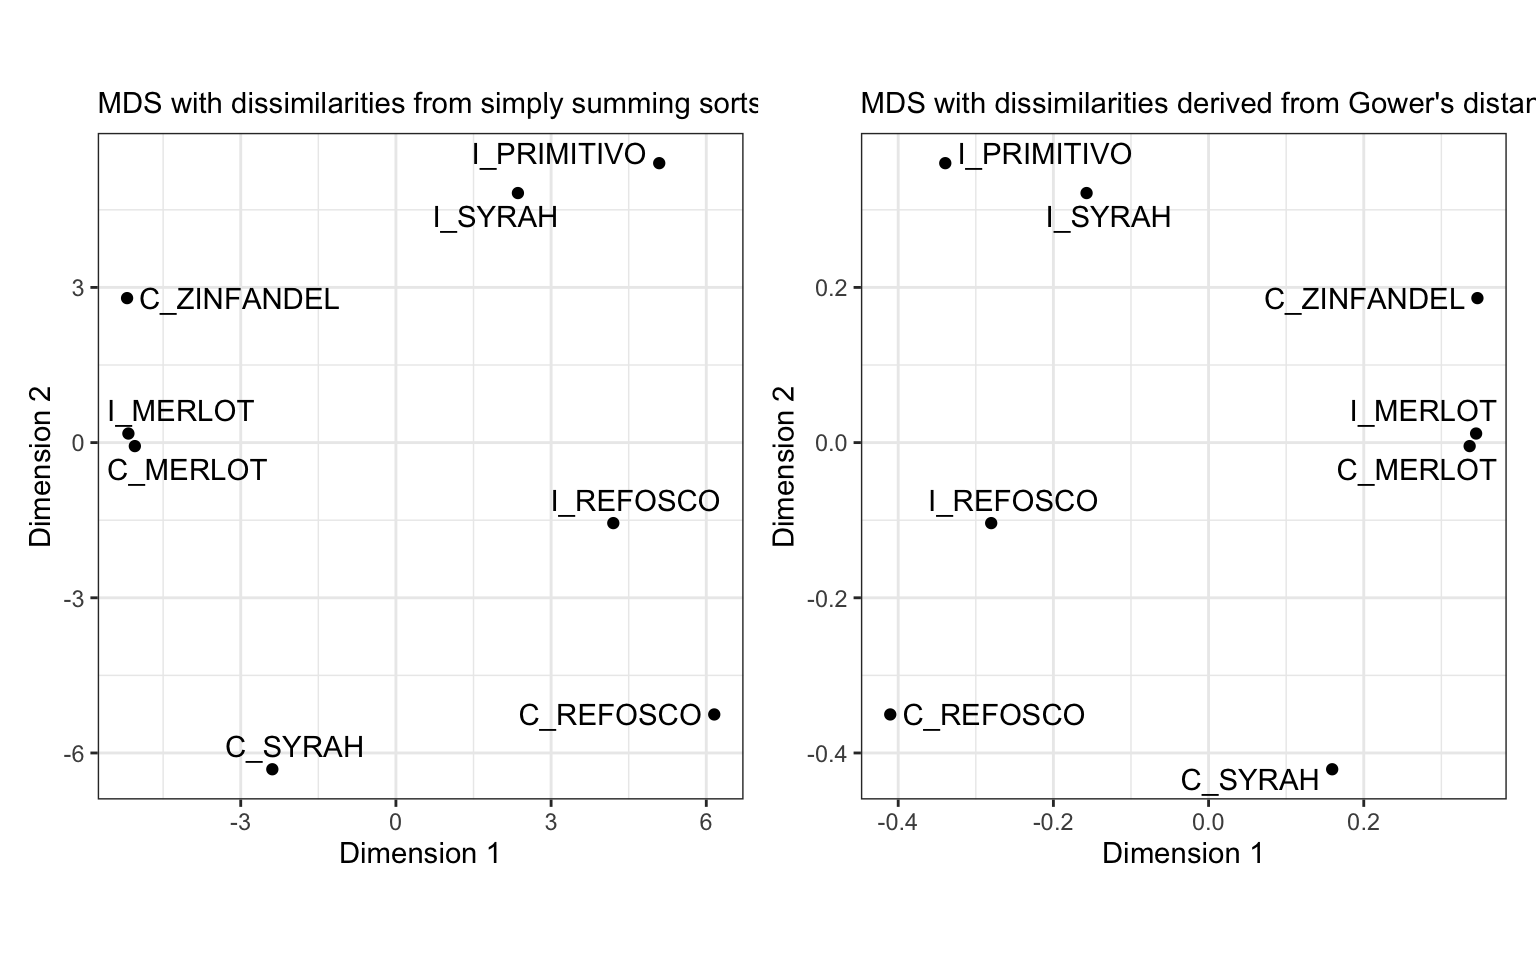 MDS with dissimilarities from simply summing sorts
I_PRIMITIVO
I_SYRAH
C_ZINFANDEL
I_MERLOT
C_MERLOT
I_REFOSCO
C_REFOSCO
C_SYRAH
3
0
-3
-6
-3
0
3
6
Dimension 1
Dimension 2
MDS with dissimilarities derived from Gower's distan
I_PRIMITIVO
I_SYRAH
C_ZINFANDEL
I_MERLOT
C_MERLOT
I_REFOSCO
C_REFOSCO
C_SYRAH
0.2
0.0
-0.2
-0.4
-0.4
-0.2
0.0
0.2
Dimension 1
Dimension 2